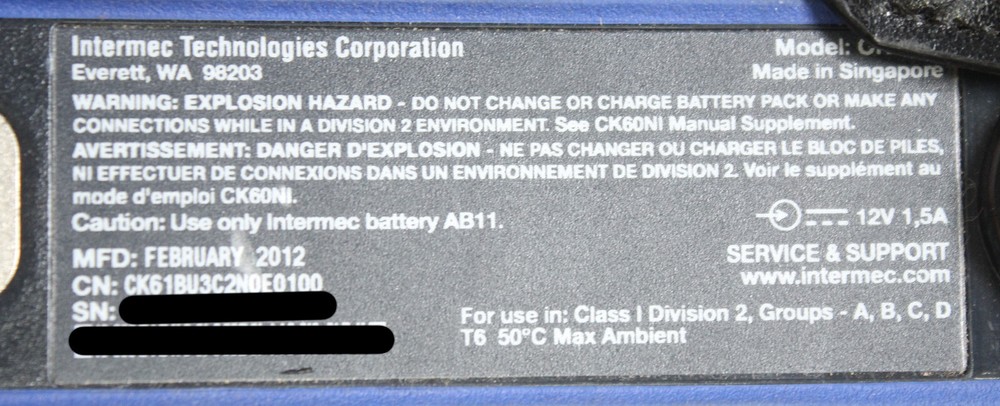 Intermec Technologies Corporation
Model:
Everett, WA 98203
Made in Singapore
WARNING: EXPLOSION HAZARD - DO NOT CHANGE OR CHARGE BATTERY PACK OR MAKE ANY
CONNECTIONS WHILE IN A DIVISION 2 ENVIRONMENT. See CK60NI Manual Supplement.
AVERTISSEMENT: DANGER D'EXPLOSION - NE PAS CHANGER OU CHARGER LE BLOC DE PILES,
NI EFFECTUER DE CONNEXIONS DANS UN ENVIRONNEMENT DE DIVISION 2. Voir le supplément au
mode d'emploi CK60NI.
Caution: Use only Intermec battery AB11.
12V 1,5A
MFD: FEBRUARY 2012
SERVICE & SUPPORT
CN: CK61BU3C2N0E0100
www.intermec.com
SN:
For use in: Class I Division 2, Groups - A, B, C, D
T6 50°C Max Ambient